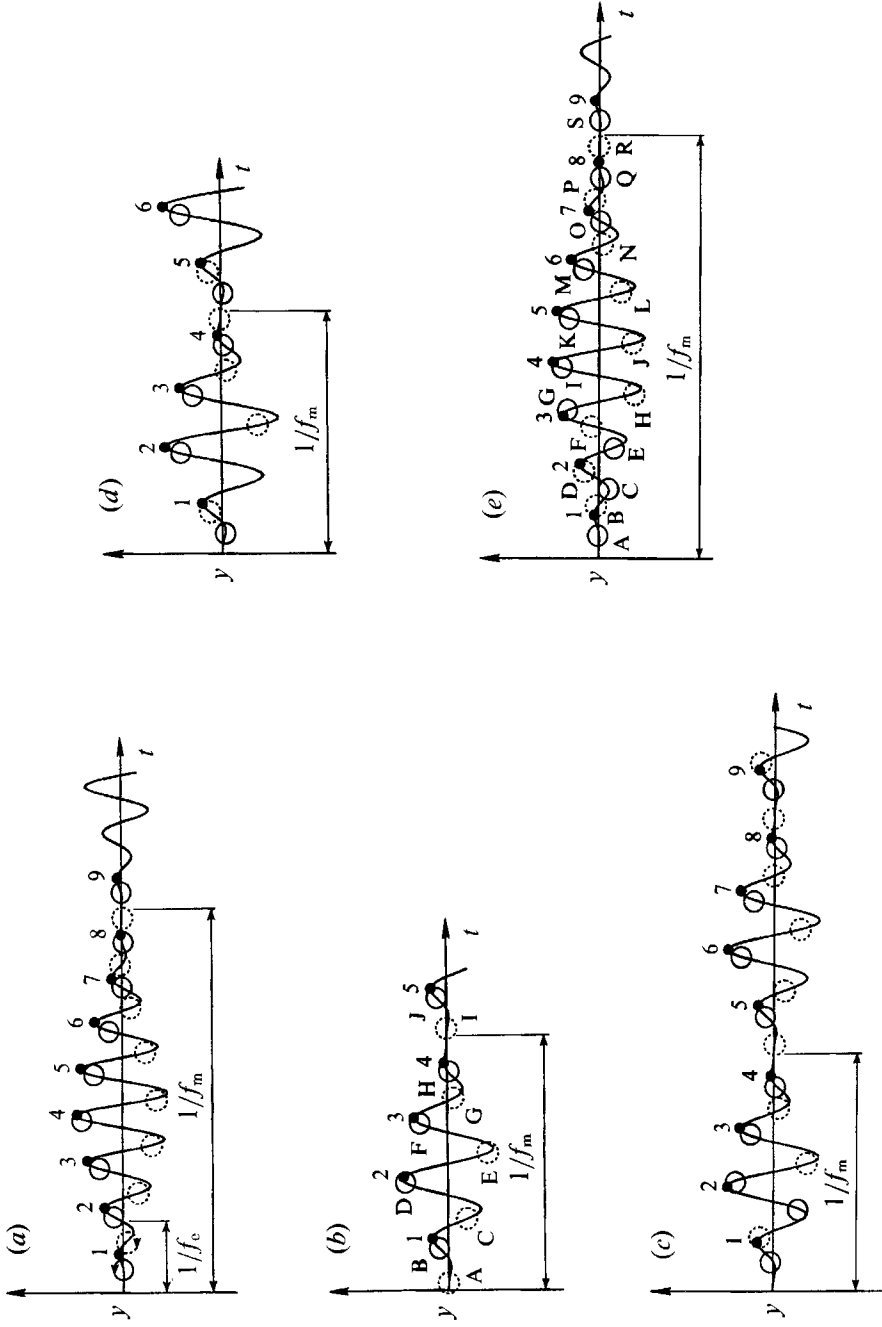 (a)
y
1 2 3 4 5 6 7 8 9
t
1/fc
1/fm
(b)
y
1 2 3 4 5
A B C D E F G H I J
t
1/fm
(c)
y
1 2 3 4 5 6 7 8 9
t
1/fm
(d)
y
1 2 3 4 5 6
t
1/fm
(e)
y
1 2 3 4 5 6 7 8 9
A B C D E F G H I J K L M N O P Q R S
t
1/fm